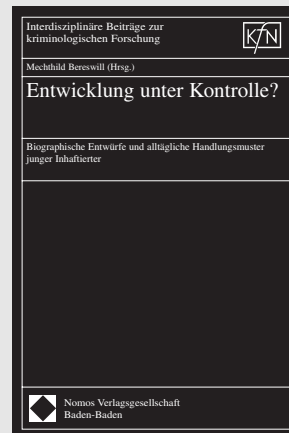 Interdisziplinäre Beiträge zur
kriminologischen Forschung
KfN
Mechthild Bereswill (Hrsg.)
Entwicklung unter Kontrolle?
Biographische Entwürfe und alltägliche Handlungsmuster
junger Inhaftierter
Nomos Verlagsgesellschaft
Baden-Baden